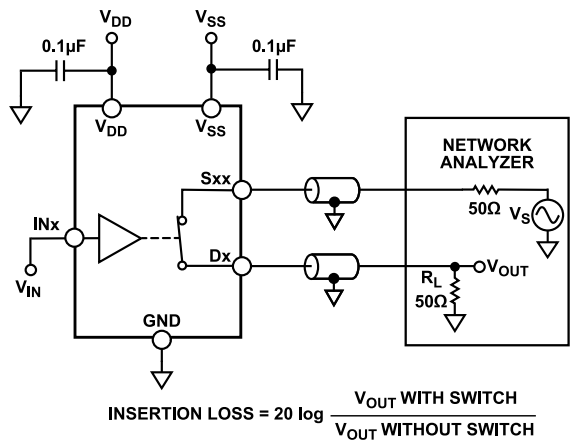 VDD
VSS
0.1µF
0.1µF
VDD
VSS
NETWORK
ANALYZER
Sxx
50Ω
VS
INx
Dx
VOUT
RL
50Ω
VIN
GND
INSERTION LOSS = 20 log VOUT WITH SWITCH
VOUT WITHOUT SWITCH